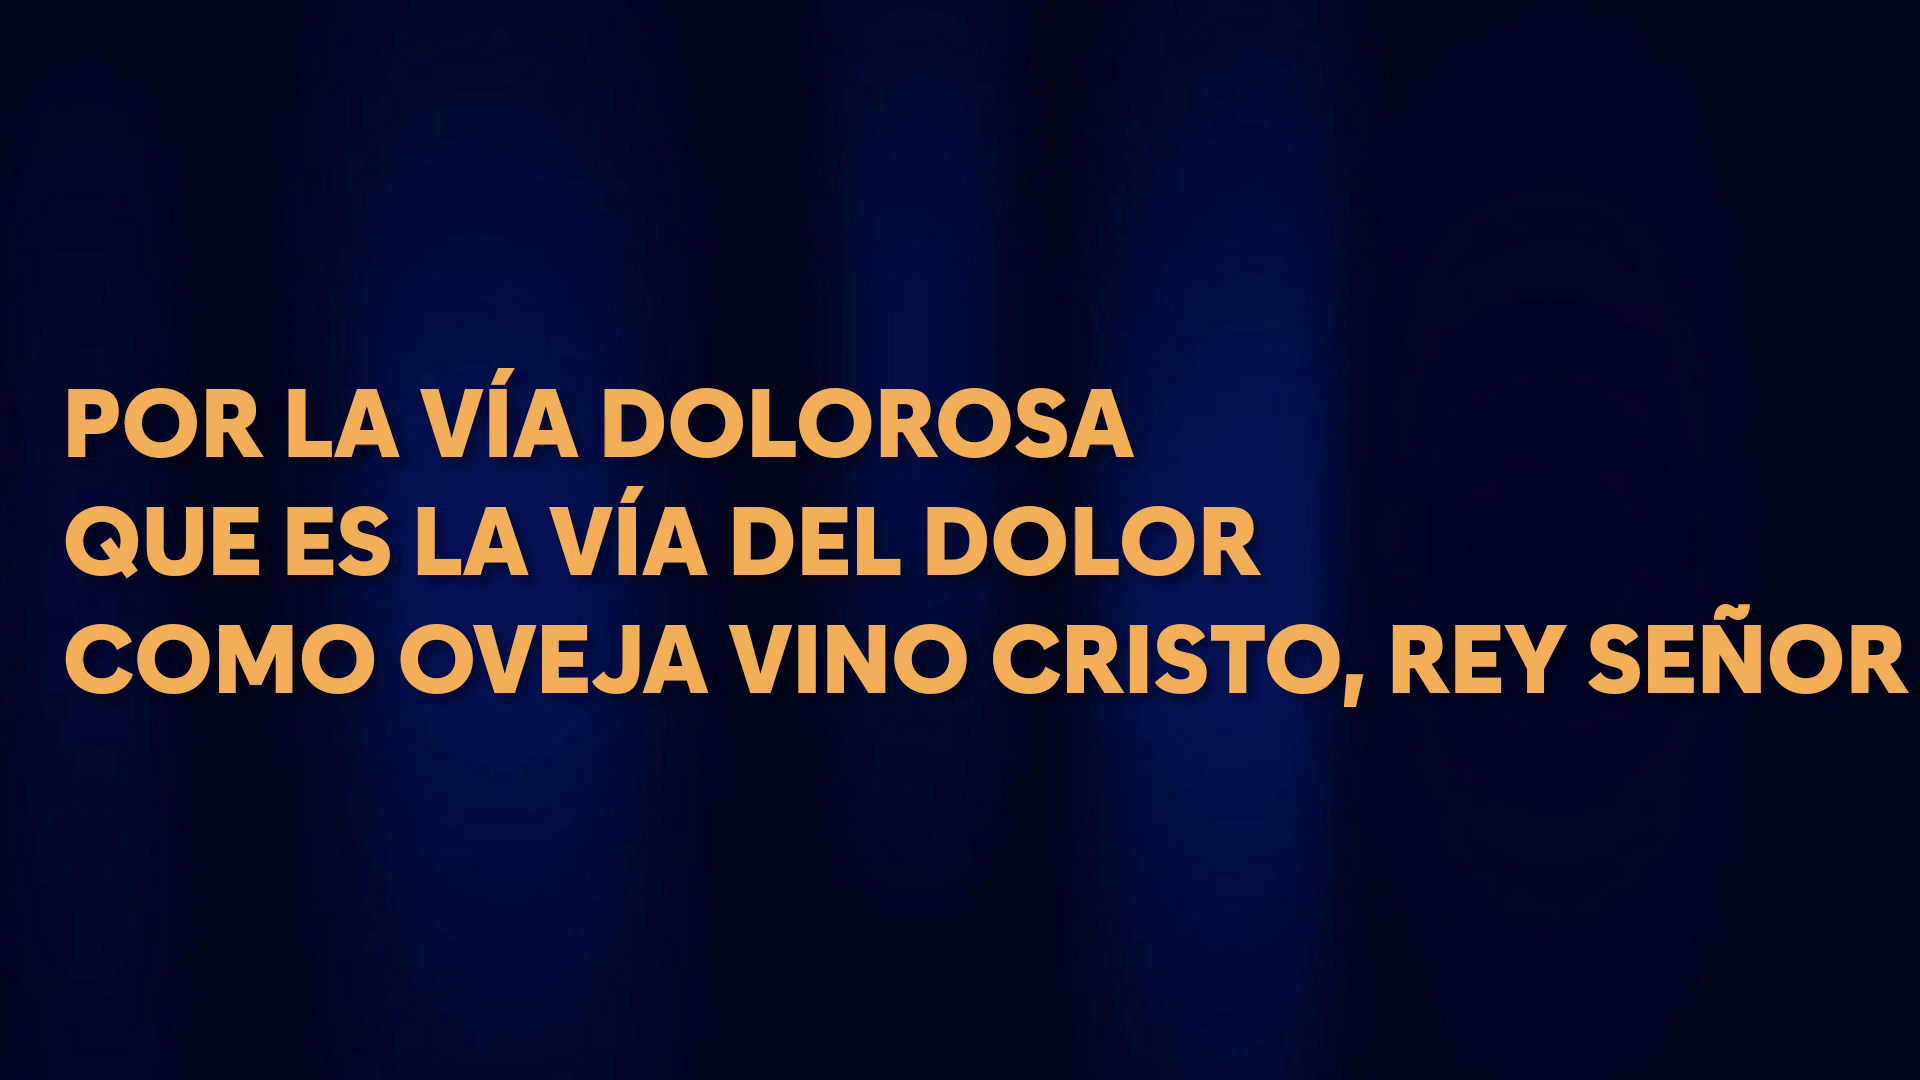 POR LA VÍA DOLOROSA
QUE ES LA VÍA DEL DOLOR
COMO OVEJA VINO CRISTO, REY SEÑOR